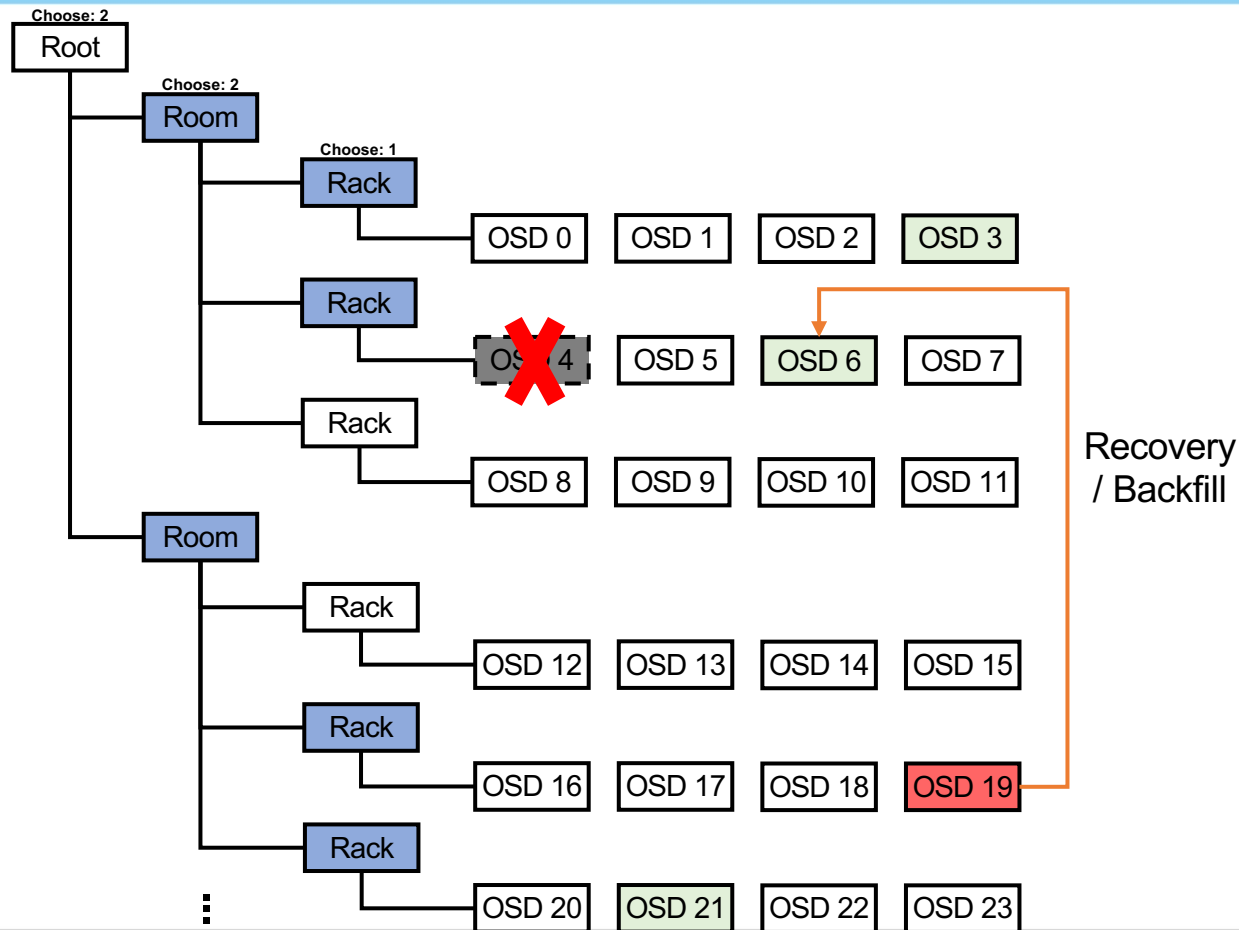 Choose: 2
Root
Choose: 2
Room
Choose: 1
Rack
OSD 0 OSD 1 OSD 2 OSD 3
Rack
OSD 4 OSD 5 OSD 6 OSD 7
Rack
OSD 8 OSD 9 OSD 10 OSD 11
Recovery
/ Backfill
Room
Rack
OSD 12 OSD 13 OSD 14 OSD 15
Rack
OSD 16 OSD 17 OSD 18 OSD 19
Rack
OSD 20 OSD 21 OSD 22 OSD 23